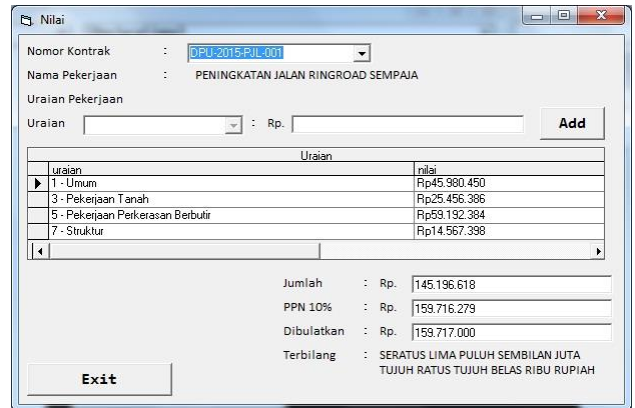 Nilai
Nomor Kontrak : DPU-2015-PJL-001
Nama Pekerjaan : PENINGKATAN JALAN RINGROAD SEMPAJA
Uraian Pekerjaan
Uraian Uraian : Rp. Add
Uraian
uraian nilai
1 - Umum Rp45.980.450
3 - Pekerjaan Tanah Rp25.456.386
5 - Pekerjaan Perkerasan Berbutir Rp59.192.384
7 - Struktur Rp14.567.398
Jumlah : Rp. 145.196.618
PPN 10% : Rp. 159.716.279
Dibulatkan : Rp. 159.717.000
Terbilang : SERATUS LIMA PULUH SEMBILAN JUTA
TUJUH RATUS TUJUH BELAS RIBU RUPIAH
Exit